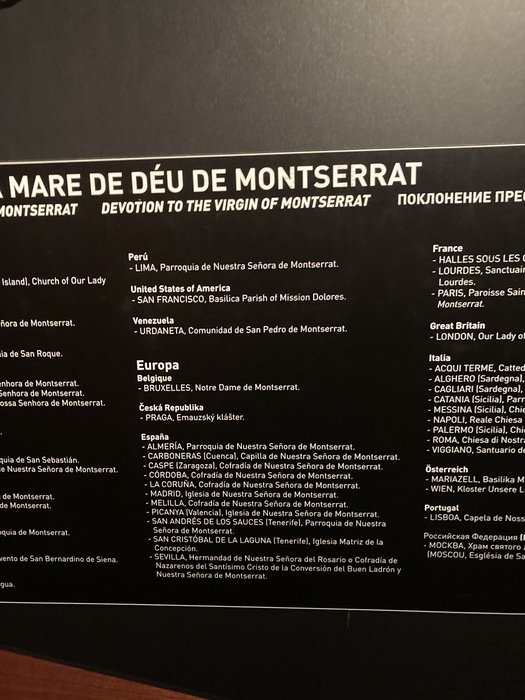 MARE DE DÉU DE MONTSERRAT
MONTSERRAT DEVOTION TO THE VIRGIN OF MONTSERRAT ПОКЛОНЕНИЕ
Island), Church of Our Lady
de Montserrat.
de San Roque.
de Montserrat.
Senhora de Montserrat.
Senhora de Montserrat.
de San Sebastián.
Nuestra Señora de Montserrat.
de Montserrat.
de Montserrat.
de Montserrat.
de San Bernardino de Siena.
Perú
- LIMA, Parroquia de Nuestra Señora de Montserrat.
United States of America
- SAN FRANCISCO, Basilica Parish of Mission Dolores.
Venezuela
- URDANETA, Comunidad de San Pedro de Montserrat.
Europa
Belgique
- BRUXELLES, Notre Dame de Montserrat.
Česká Republika
- PRAGA, Emauzský klášter.
España
- ALMERÍA, Parroquia de Nuestra Señora de Montserrat.
- CARBONERAS (Cuenca), Capilla de Nuestra Señora de Montserrat.
- CASPE (Zaragoza), Cofradía de Nuestra Señora de Montserrat.
- CÓRDOBA, Cofradía de Nuestra Señora de Montserrat.
- LA CORUÑA, Cofradía de Nuestra Señora de Montserrat.
- MADRID, Iglesia de Nuestra Señora de Montserrat.
- MELILLA, Cofradía de Nuestra Señora de Montserrat.
- PICANYA (Valencia), Iglesia de Nuestra Señora de Montserrat.
- SAN ANDRÉS DE LOS SAUCES (Tenerife), Parroquia de Nuestra
Señora de Montserrat.
- SAN CRISTÓBAL DE LA LAGUNA (Tenerife), Iglesia Matriz de la
Concepción.
- SEVILLA, Hermandad de Nuestra Señora del Rosario o Cofradía de
Nazarenos del Santísimo Cristo de la Conversión del Buen Ladrón y
Nuestra Señora de Montserrat.
France
- HALLES SOUS LES
- LOURDES, Sanctuai
Lourdes.
- PARIS, Paroisse Sain
Montserrat.
Great Britain
- LONDON, Our Lady of
Italia
- ACQUI TERME, Catted
- ALGHERO (Sardegna),
- CAGLIARI (Sardegna),
- CATANIA (Sicilia), Parr
- MESSINA (Sicilia), Chie
- NAPOLI, Reale Chiesa
- PALERMO (Sicilia), Chie
- ROMA, Chiesa di Nostr
- VIGGIANO, Santuario de
Österreich
- MARIAZELL, Basilika M
- WIEN, Kloster Unsere L
Portugal
- LISBOA, Capela de Noss
Российская Федерация
- МОСКВА, Храм святого
(MOSCOU, Església de Sa